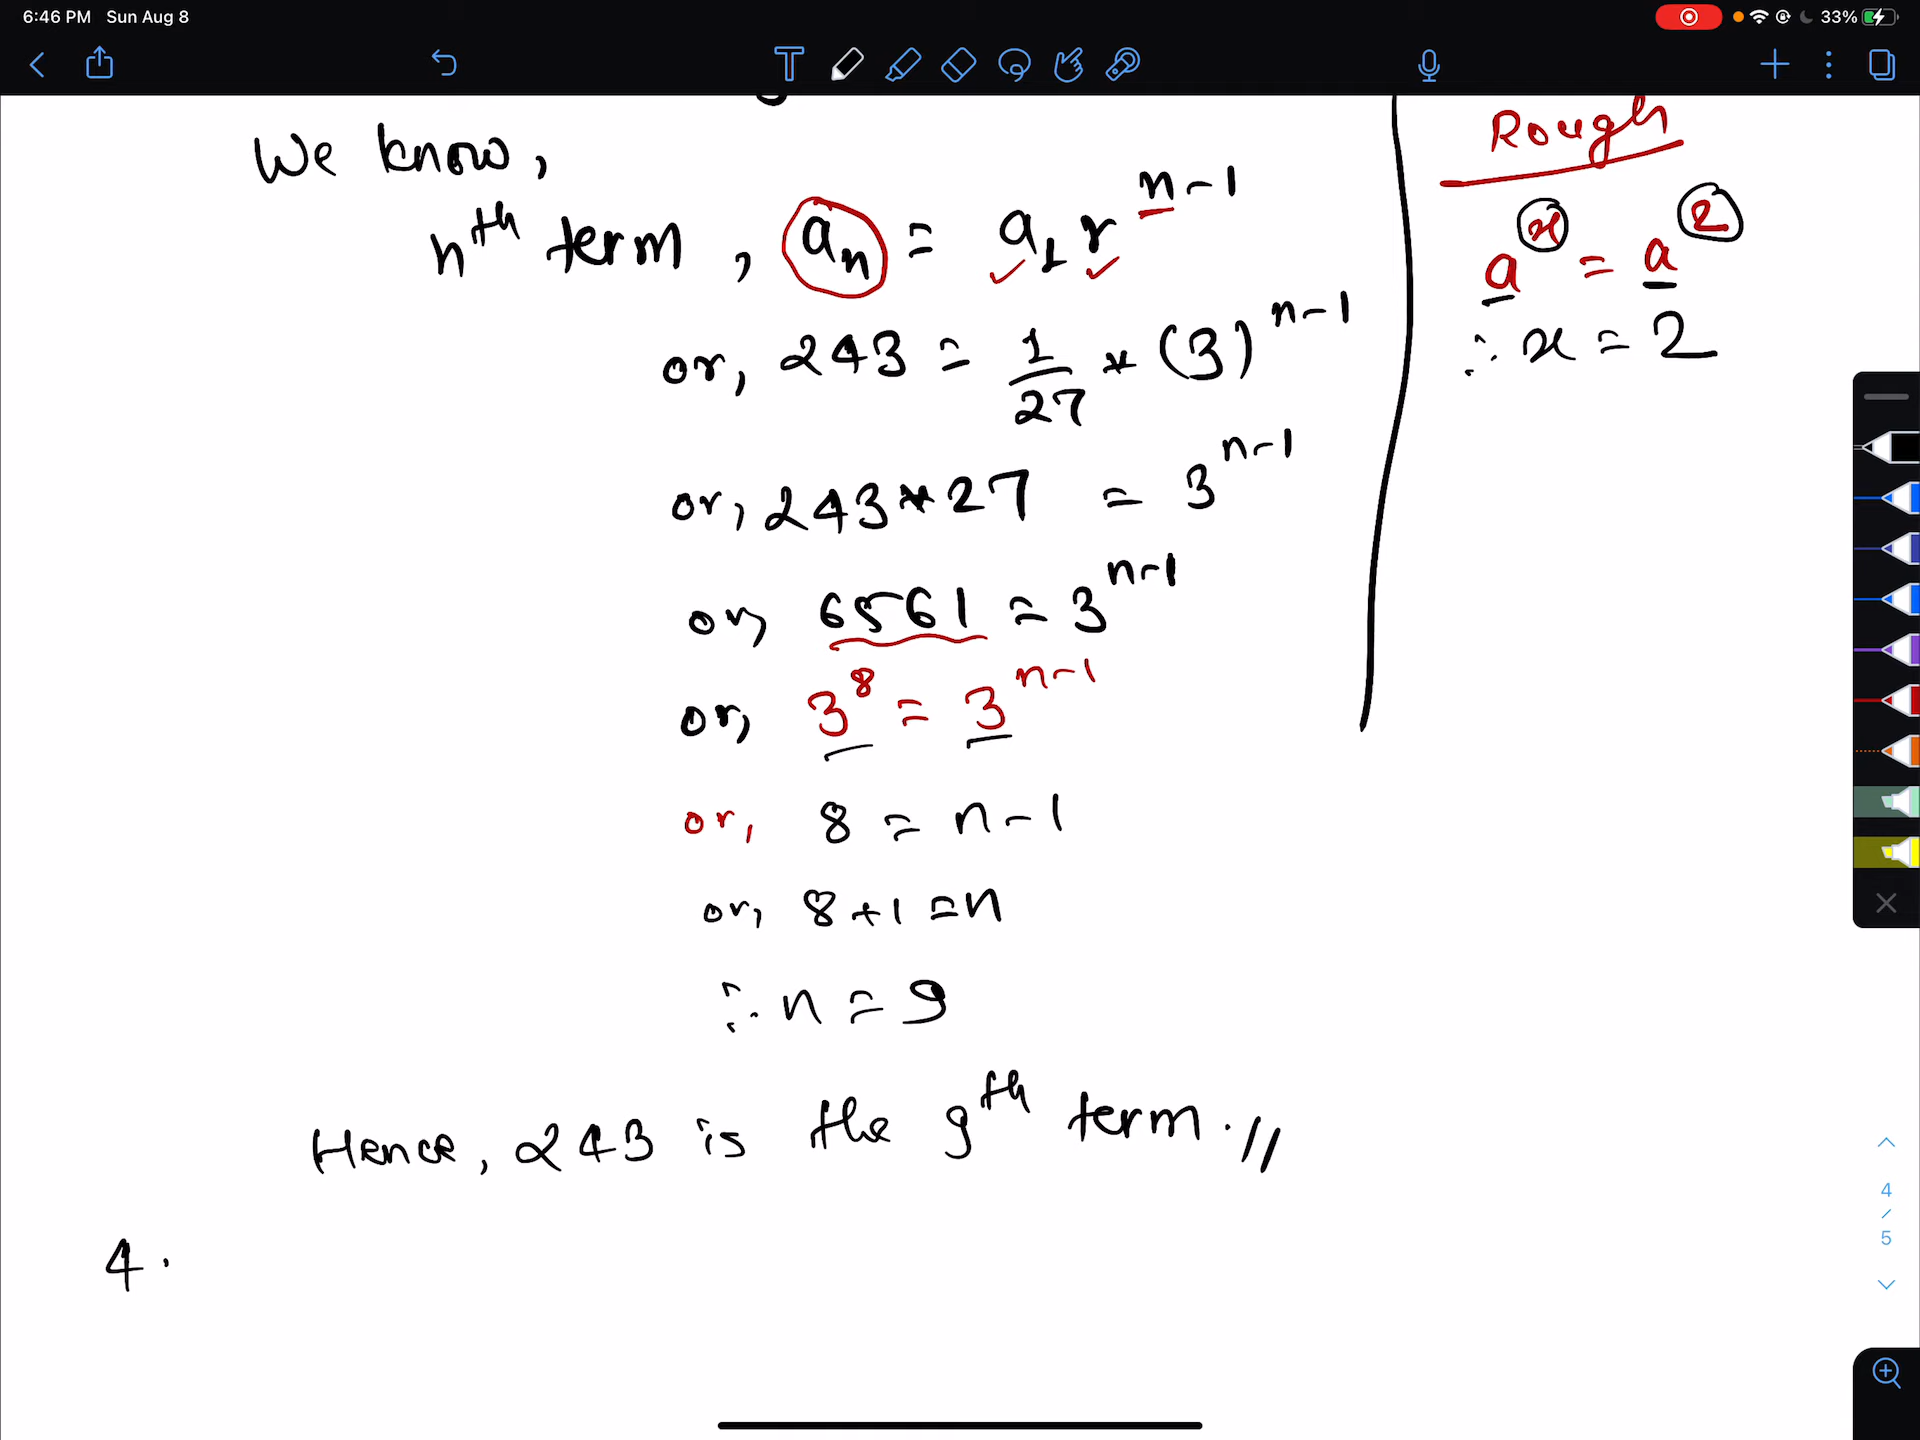 6:46 PM Sun Aug 8
33%
We know,
nth term, aₙ = a₁ r^(n-1)
or, 243 = 1/27 * (3)^(n-1)
or, 243 * 27 = 3^(n-1)
or, 6561 = 3^(n-1)
or, 3^8 = 3^(n-1)
or, 8 = n-1
or, 8+1 = n
∴ n = 9
Hence, 243 is the 9th term. //
4.
Rough
a^x = a^2
∴ x = 2
4
/
5